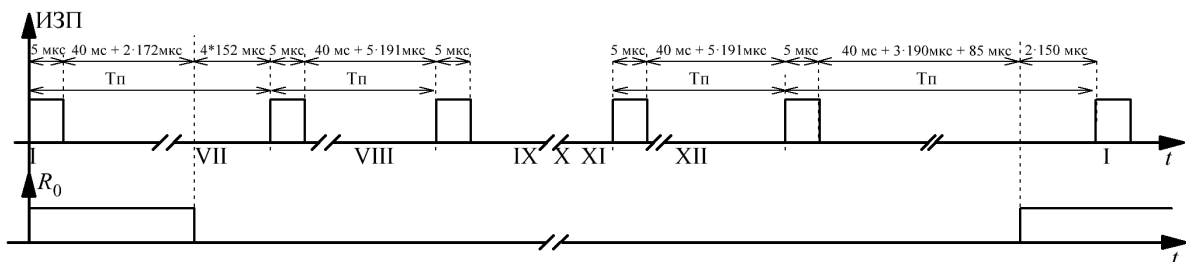 ИЗП
5 мкс 40 мс + 2·172мкс 4*152 мкс 5 мкс 40 мс + 5·191мкс 5 мкс 5 мкс 40 мс + 5·191мкс 5 мкс 40 мкс + 3·190мкс + 85 мкс 2·150 мкс
Тп Тп Тп Тп
I VII VIII IX X XI XII I t
R0
t